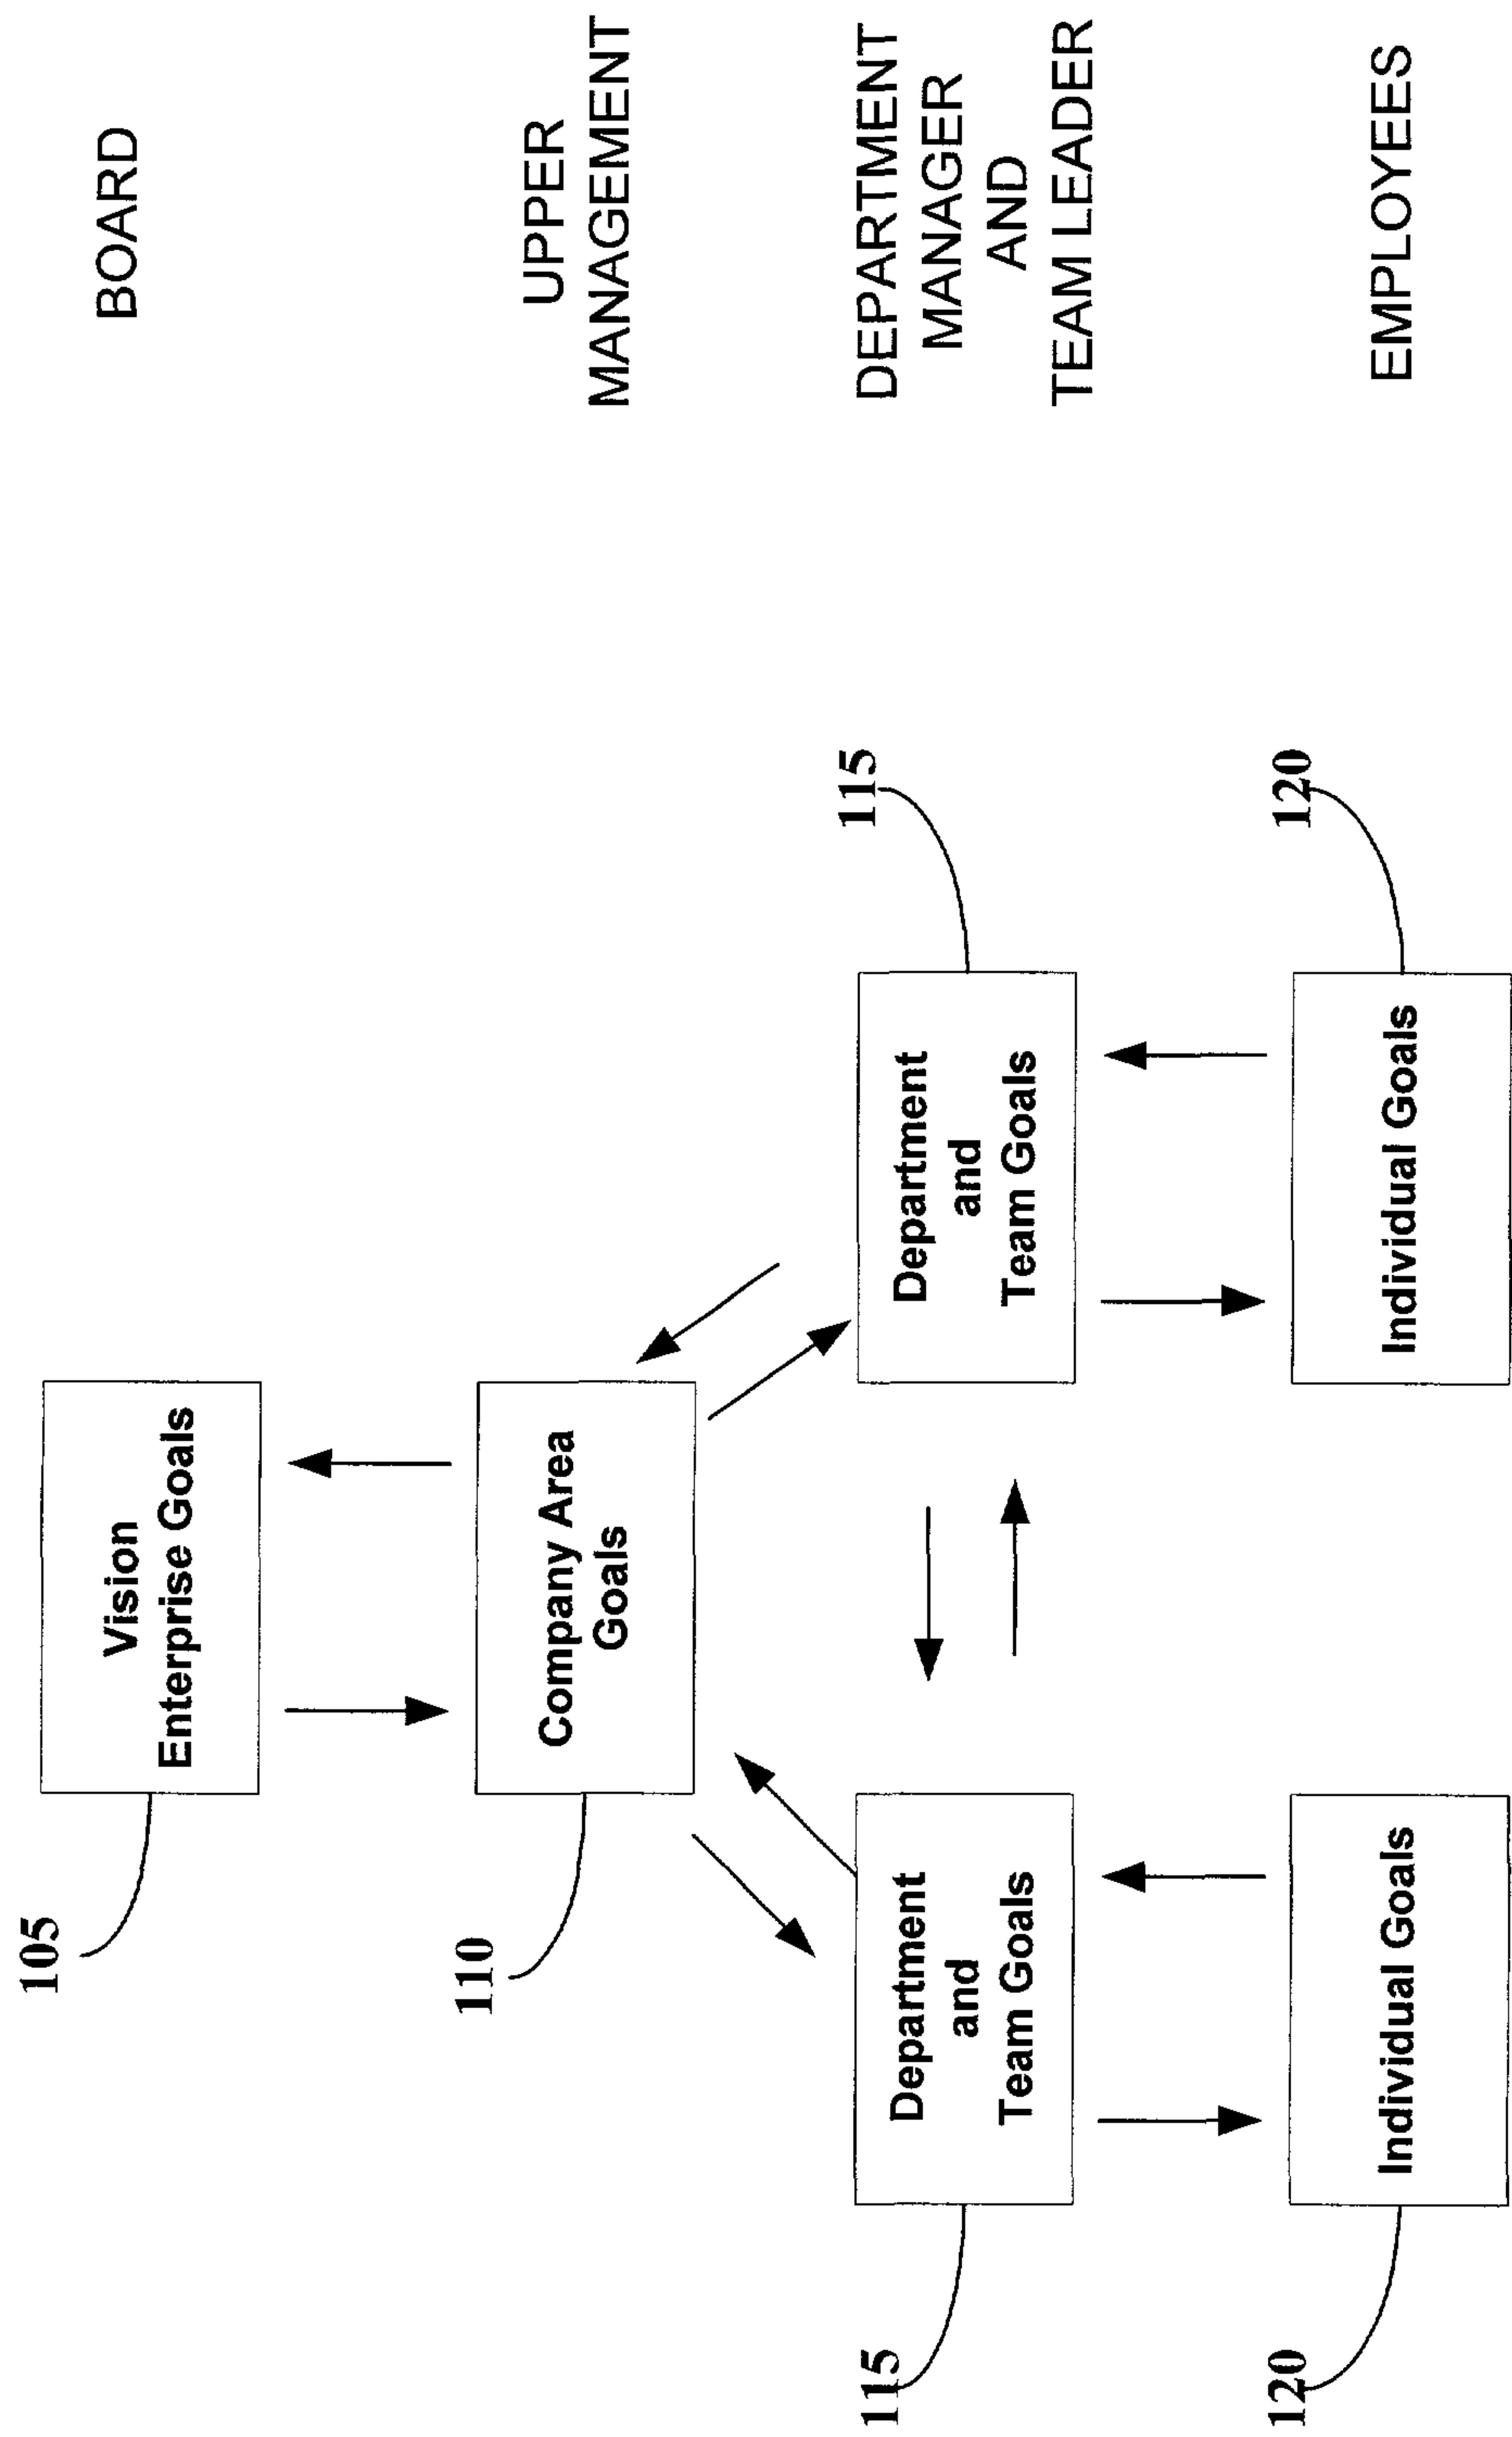 105
Vision
Enterprise Goals
BOARD
110
Company Area
Goals
UPPER
MANAGEMENT
115
Department
and
Team Goals
Department
and
Team Goals
115
DEPARTMENT
MANAGER
AND
TEAM LEADER
120
Individual Goals
Individual Goals
120
EMPLOYEES